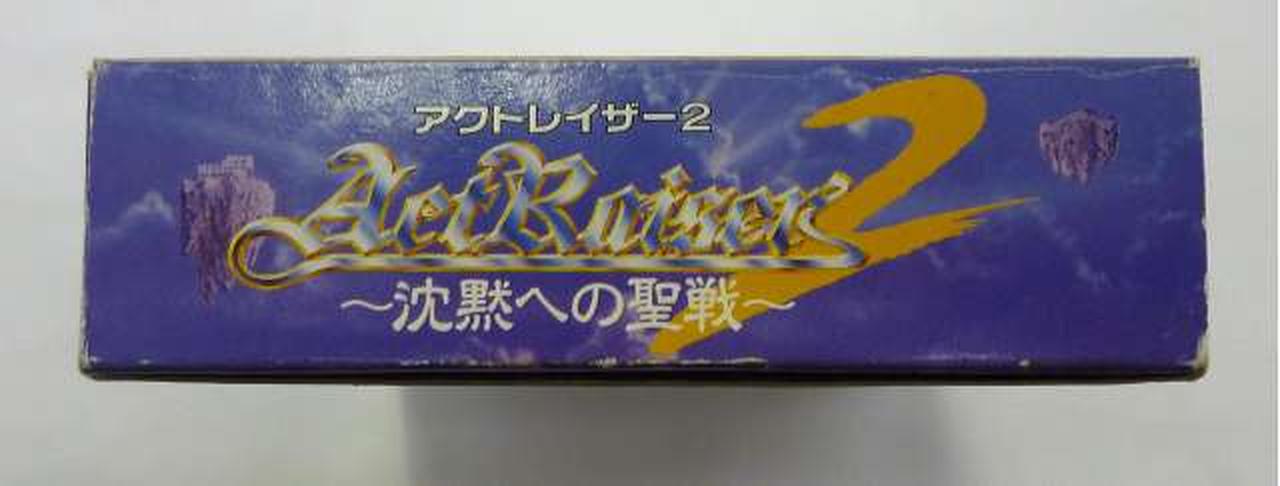 アクトレイザー2
ActRaiser 2
~沈黙への聖戦~